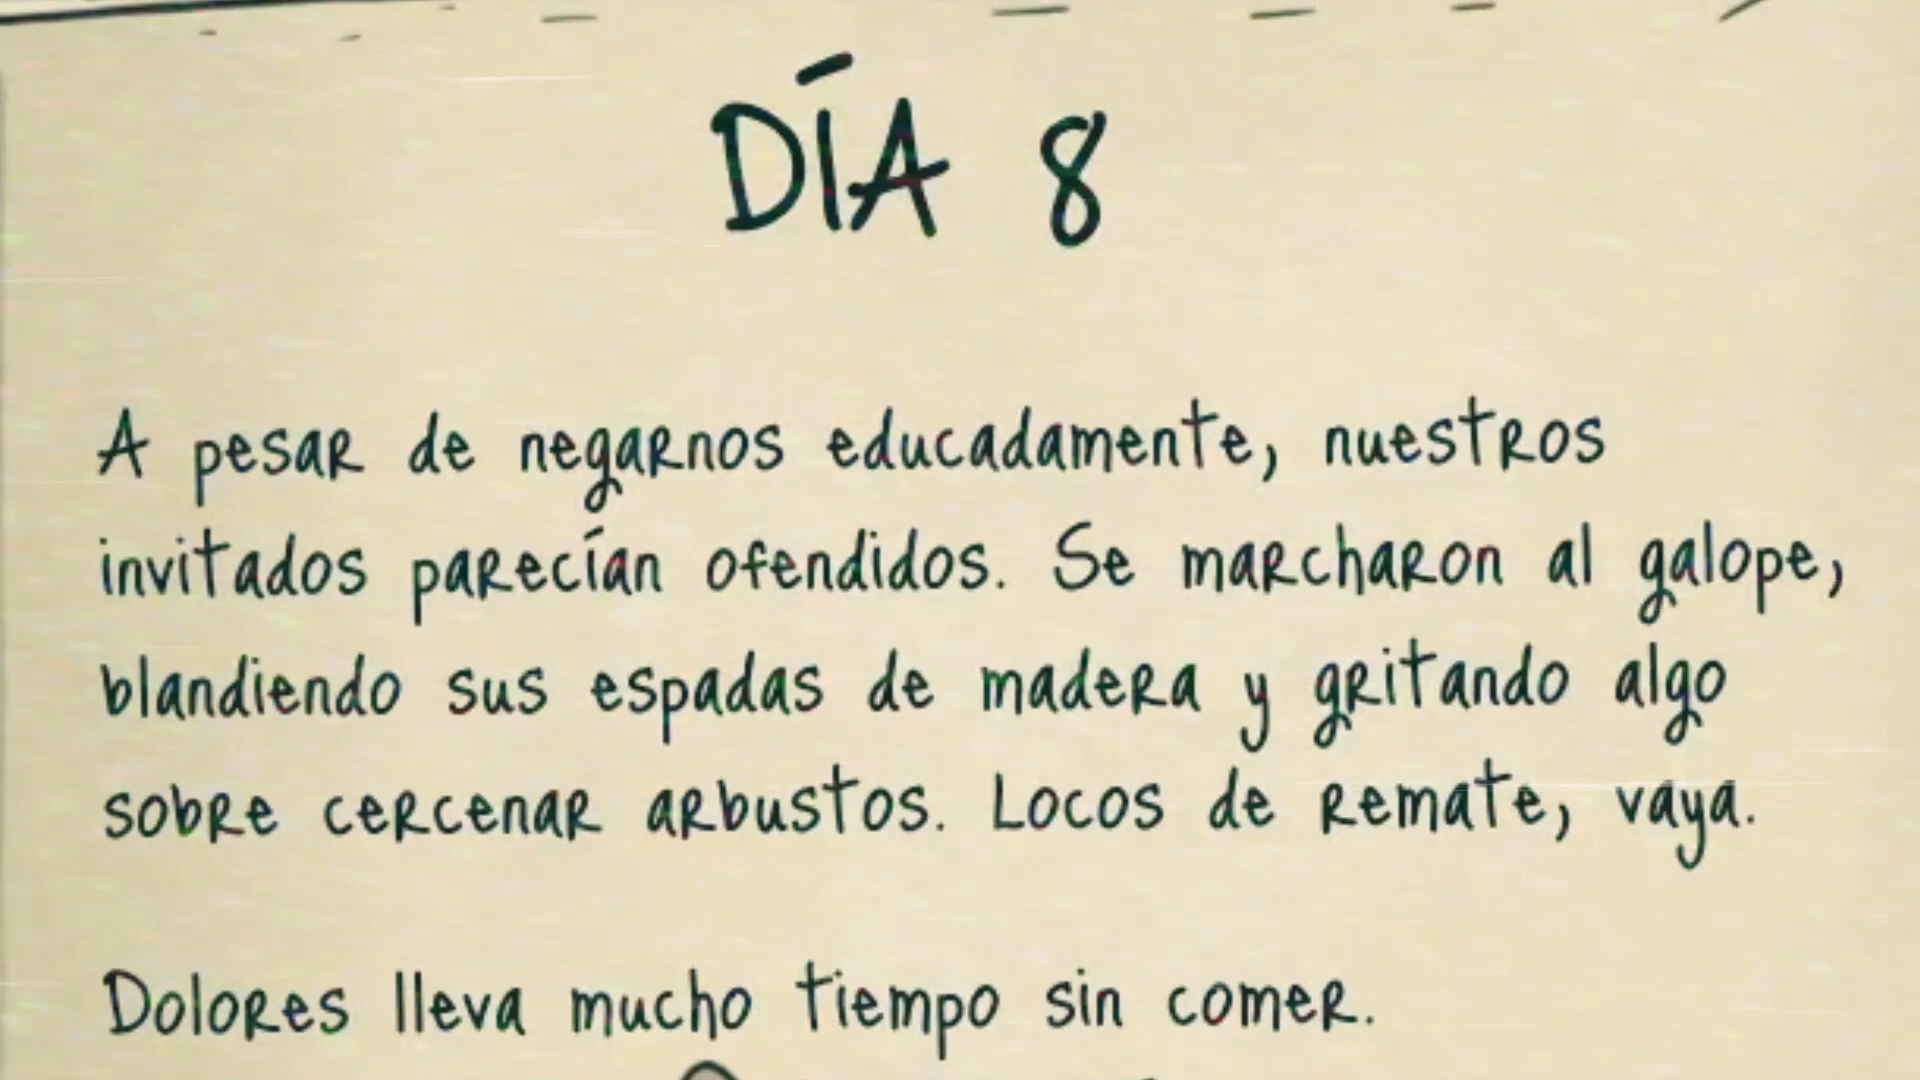 DÍA 8
A pesar de negarnos educadamente, nuestros
invitados parecían ofendidos. Se marcharon al galope,
blandiendo sus espadas de madera y gritando algo
sobre cercenar arbustos. Locos de remate, vaya.
Dolores lleva mucho tiempo sin comer.